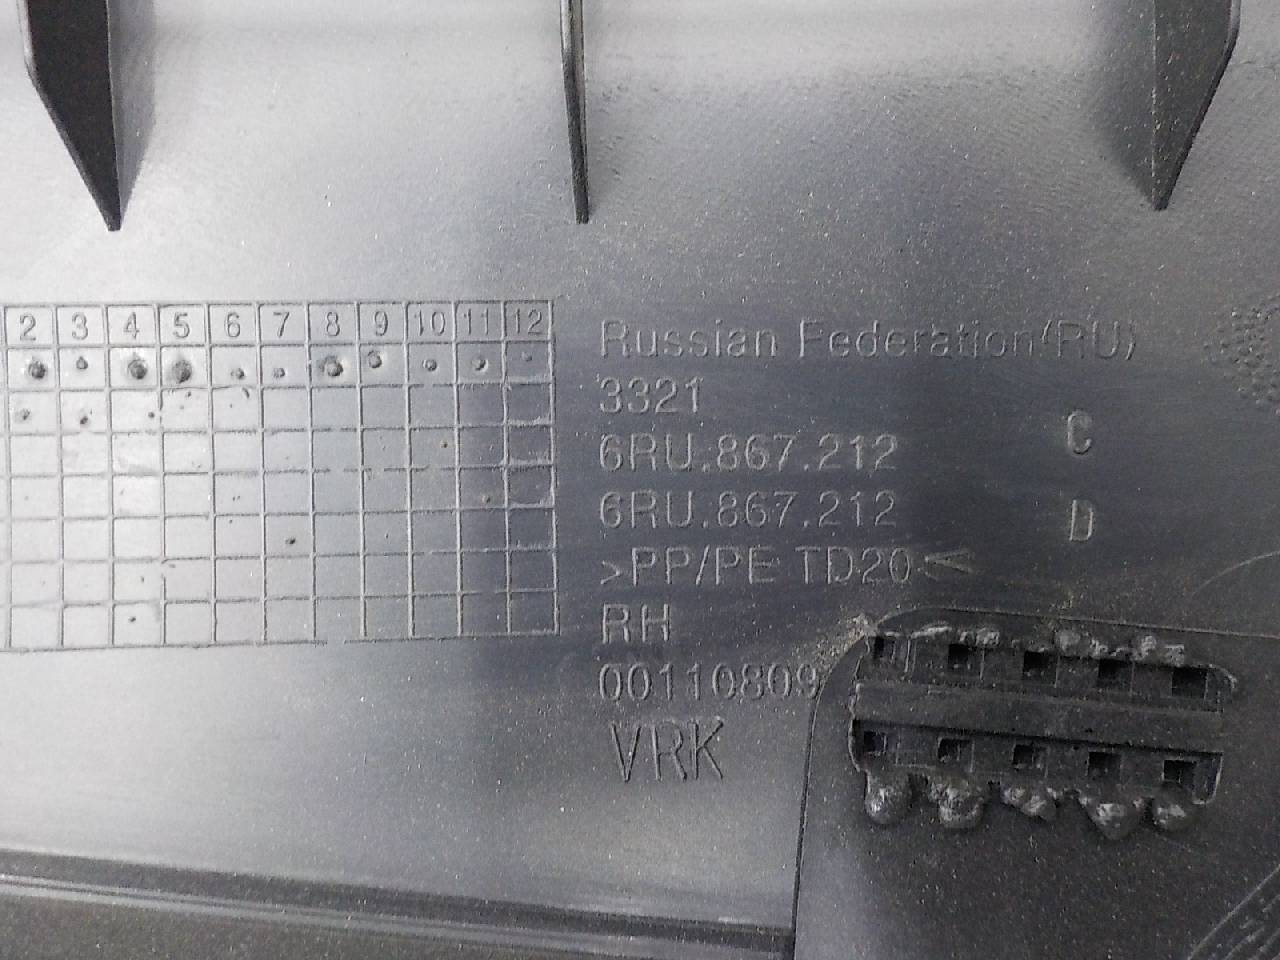 2 3 4 5 6 7 8 9 10 11 12
Russian Federation(RU)
3321
6RU.867.212 C
6RU.867.212 D
>PP/PE TD20<
RH
00110809
VRK